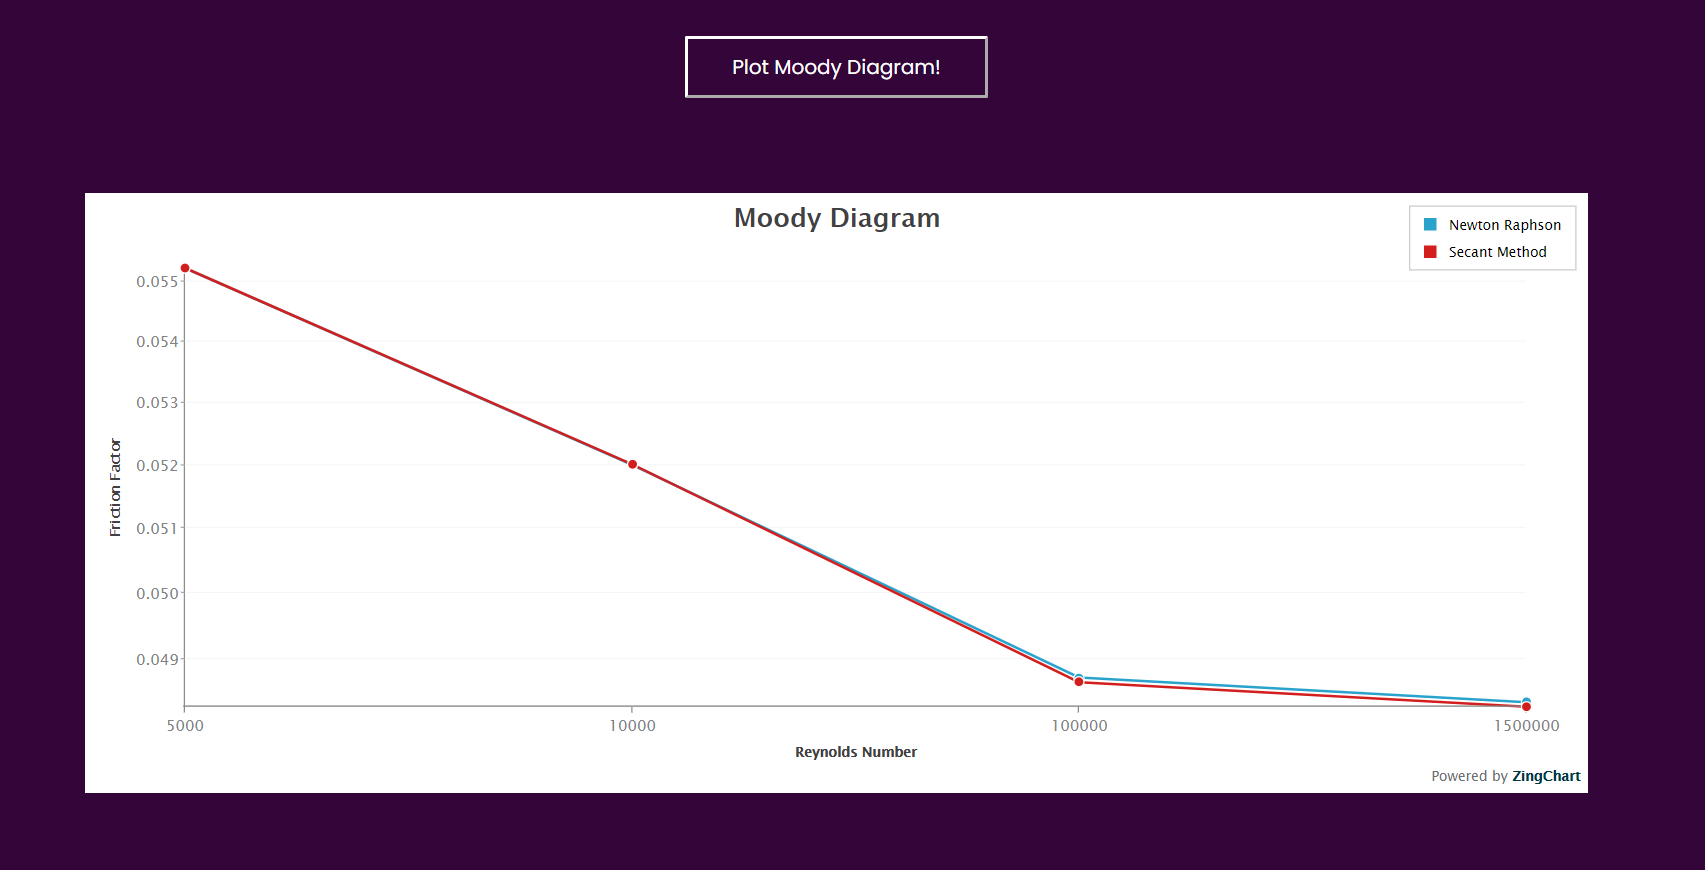 Plot Moody Diagram!
Moody Diagram
Newton Raphson
Secant Method
0.055
0.054
0.053
0.052
0.051
0.050
0.049
Friction Factor
5000 10000 100000 1500000
Reynolds Number
Powered by ZingChart